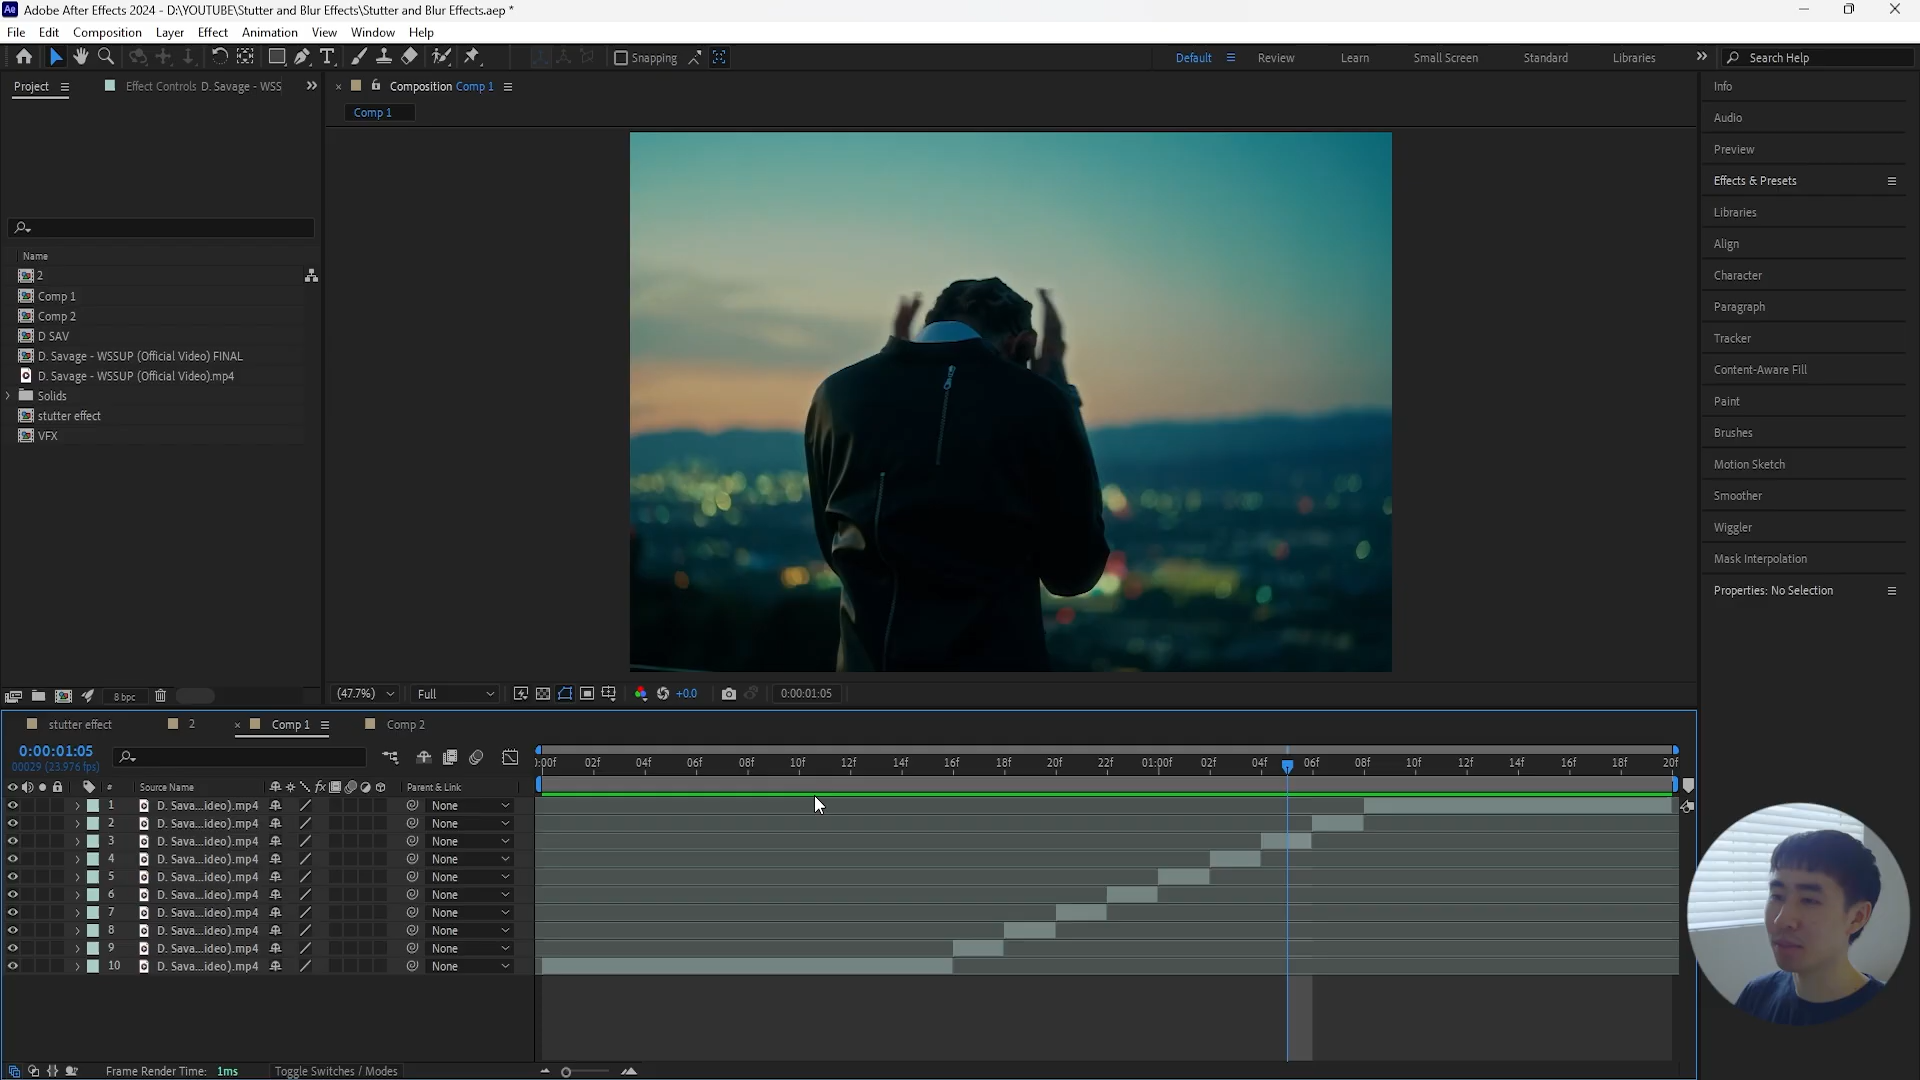 Adobe After Effects 2024 - D:\YOUTUBE\Stutter and Blur Effects\Stutter and Blur Effects.aep *
File Edit Composition Layer Effect Animation View Window Help
Snapping
Default Review Learn Small Screen Standard Libraries Search Help
Project Effect Controls D. Savage - WSS
Composition Comp 1
Comp 1
Info
Audio
Preview
Effects & Presets
Libraries
Align
Character
Paragraph
Tracker
Content-Aware Fill
Paint
Brushes
Motion Sketch
Smoother
Wiggler
Mask Interpolation
Properties: No Selection
Name
2
Comp 1
Comp 2
D SAV
D. Savage - WSSUP (Official Video) FINAL
D. Savage - WSSUP (Official Video).mp4
Solids
stutter effect
VFX
8 bpc
(47.7%) Full +0.0 0:00:01:05
stutter effect 2 Comp 1 Comp 2
0:00:01:05
00029 (23.976 fps)
):00f 02f 04f 06f 08f 10f 12f 14f 16f 18f 20f 22f 01:00f 02f 04f 06f 08f 10f 12f 14f 16f 18f 20f
# Source Name fx Parent & Link
1 D. Sava...ideo).mp4 None
2 D. Sava...ideo).mp4 None
3 D. Sava...ideo).mp4 None
4 D. Sava...ideo).mp4 None
5 D. Sava...ideo).mp4 None
6 D. Sava...ideo).mp4 None
7 D. Sava...ideo).mp4 None
8 D. Sava...ideo).mp4 None
9 D. Sava...ideo).mp4 None
10 D. Sava...ideo).mp4 None
Frame Render Time: 1ms Toggle Switches / Modes